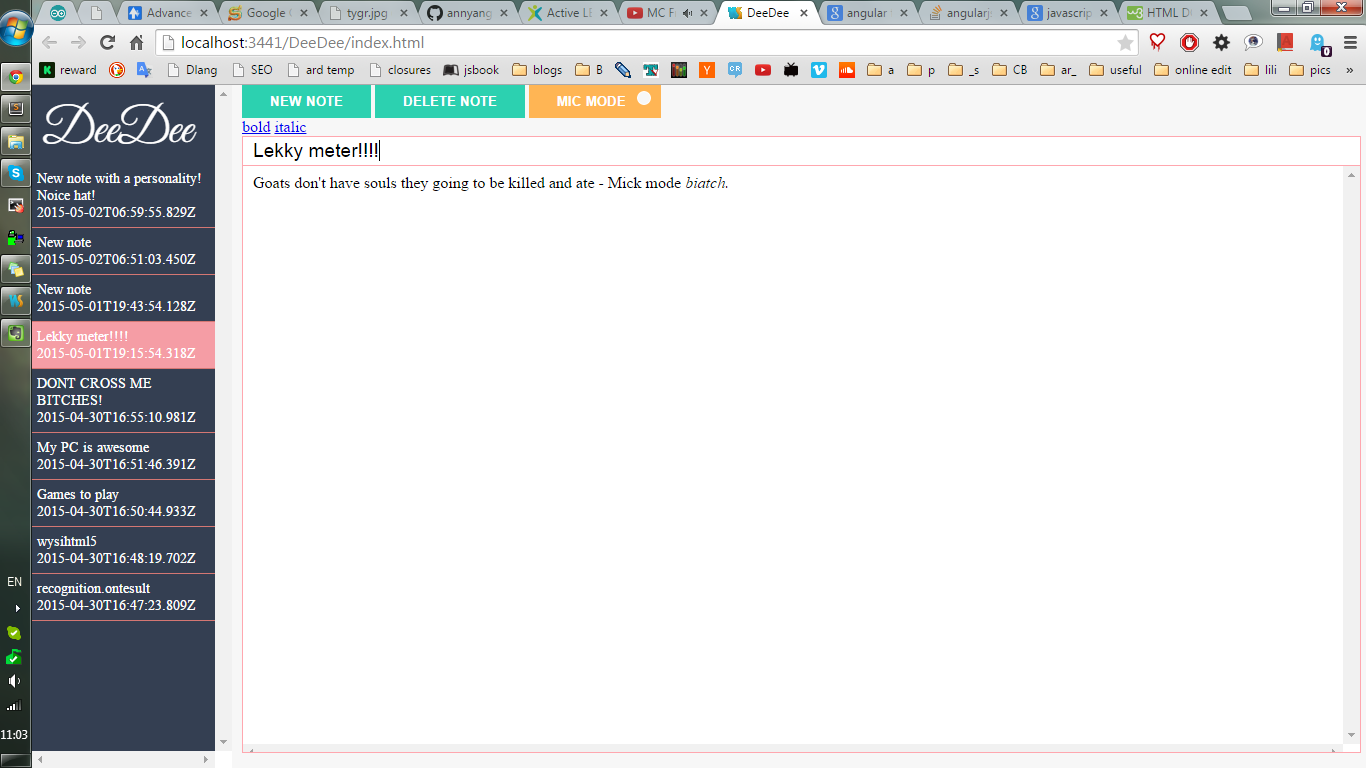 Advance
Google
tygr.jpg
annyang
Active LE
MC F
DeeDee
angular
angularjs
javascrip
HTML D
localhost:3441/DeeDee/index.html
reward
Dlang
SEO
ard temp
closures
jsbook
blogs
B
a
p
_s
CB
ar_
useful
online edit
lili
pics
»
0
DeeDee
New note with a personality!
Noice hat!
2015-05-02T06:59:55.829Z
New note
2015-05-02T06:51:03.450Z
New note
2015-05-01T19:43:54.128Z
Lekky meter!!!!
2015-05-01T19:15:54.318Z
DONT CROSS ME
BITCHES!
2015-04-30T16:55:10.981Z
My PC is awesome
2015-04-30T16:51:46.391Z
Games to play
2015-04-30T16:50:44.933Z
wysihtml5
2015-04-30T16:48:19.702Z
recognition.ontesult
2015-04-30T16:47:23.809Z
NEW NOTE
DELETE NOTE
MIC MODE
bold italic
Lekky meter!!!!
Goats don't have souls they going to be killed and ate - Mick mode biatch.
EN
11:03